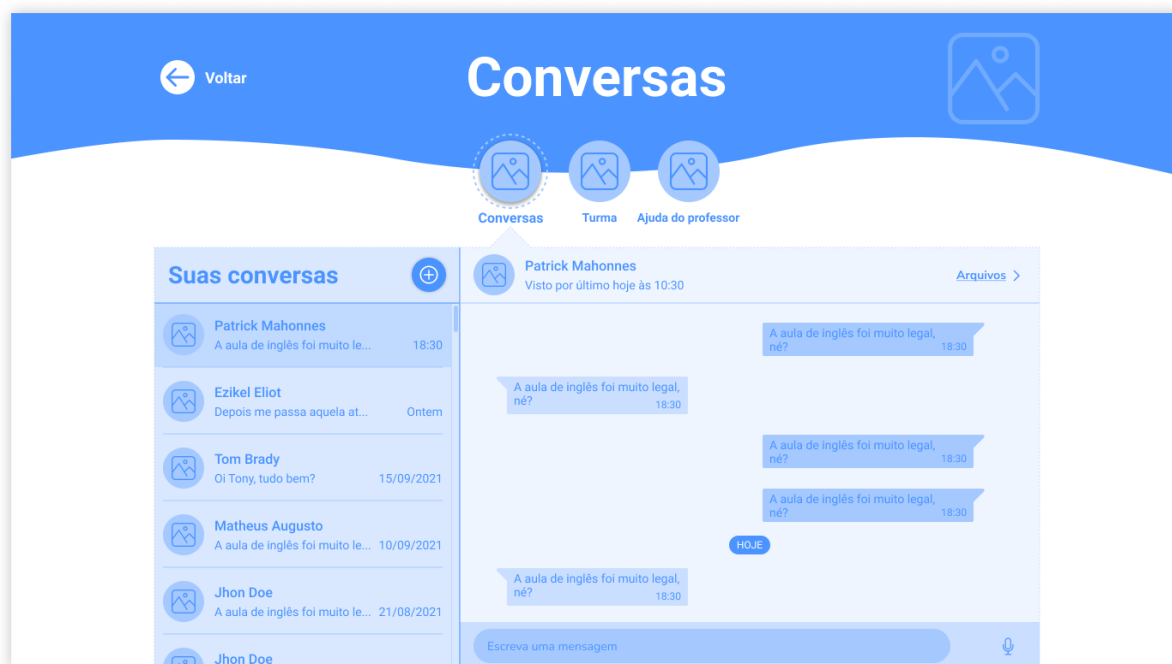 Voltar
Conversas
Conversas
Turma
Ajuda do professor
Suas conversas
Patrick Mahonnes
A aula de inglês foi muito le...
18:30
Ezikel Eliot
Depois me passa aquela at...
Ontem
Tom Brady
Oi Tony, tudo bem?
15/09/2021
Matheus Augusto
A aula de inglês foi muito le...
10/09/2021
Jhon Doe
A aula de inglês foi muito le...
21/08/2021
Jhon Doe
Patrick Mahonnes
Visto por último hoje às 10:30
Arquivos
A aula de inglês foi muito legal,
né?
18:30
A aula de inglês foi muito legal,
né?
18:30
A aula de inglês foi muito legal,
né?
18:30
A aula de inglês foi muito legal,
né?
18:30
HOJE
A aula de inglês foi muito legal,
né?
18:30
Escreva uma mensagem